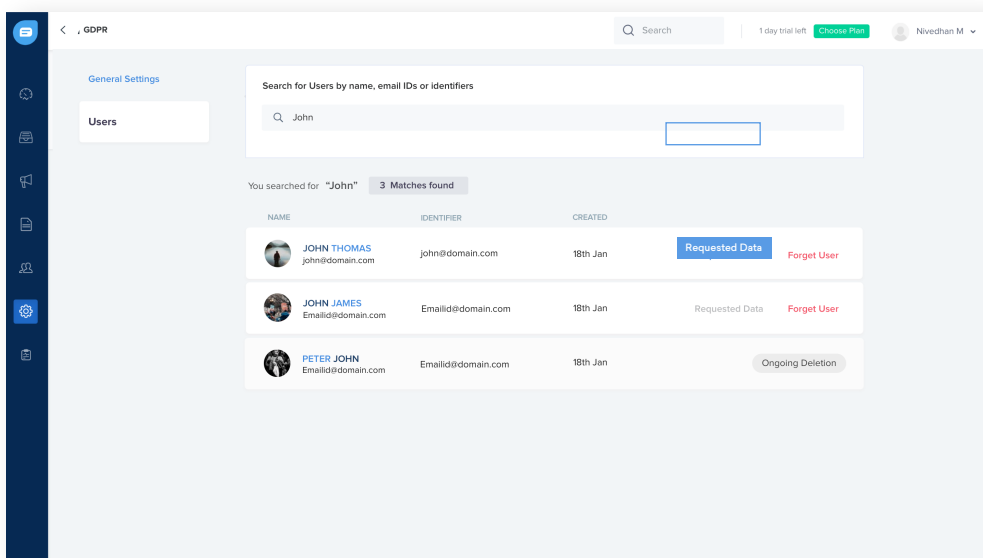 , GDPR
Search
1 day trial left
Choose Plan
Nivedhan M
General Settings
Users
Search for Users by name, email IDs or identifiers
John
You searched for “John” 3 Matches found
NAME IDENTIFIER CREATED
JOHN THOMAS
john@domain.com
john@domain.com
18th Jan
Requested Data
Forget User
JOHN JAMES
Emailid@domain.com
Emailid@domain.com
18th Jan
Requested Data
Forget User
PETER JOHN
Emailid@domain.com
Emailid@domain.com
18th Jan
Ongoing Deletion